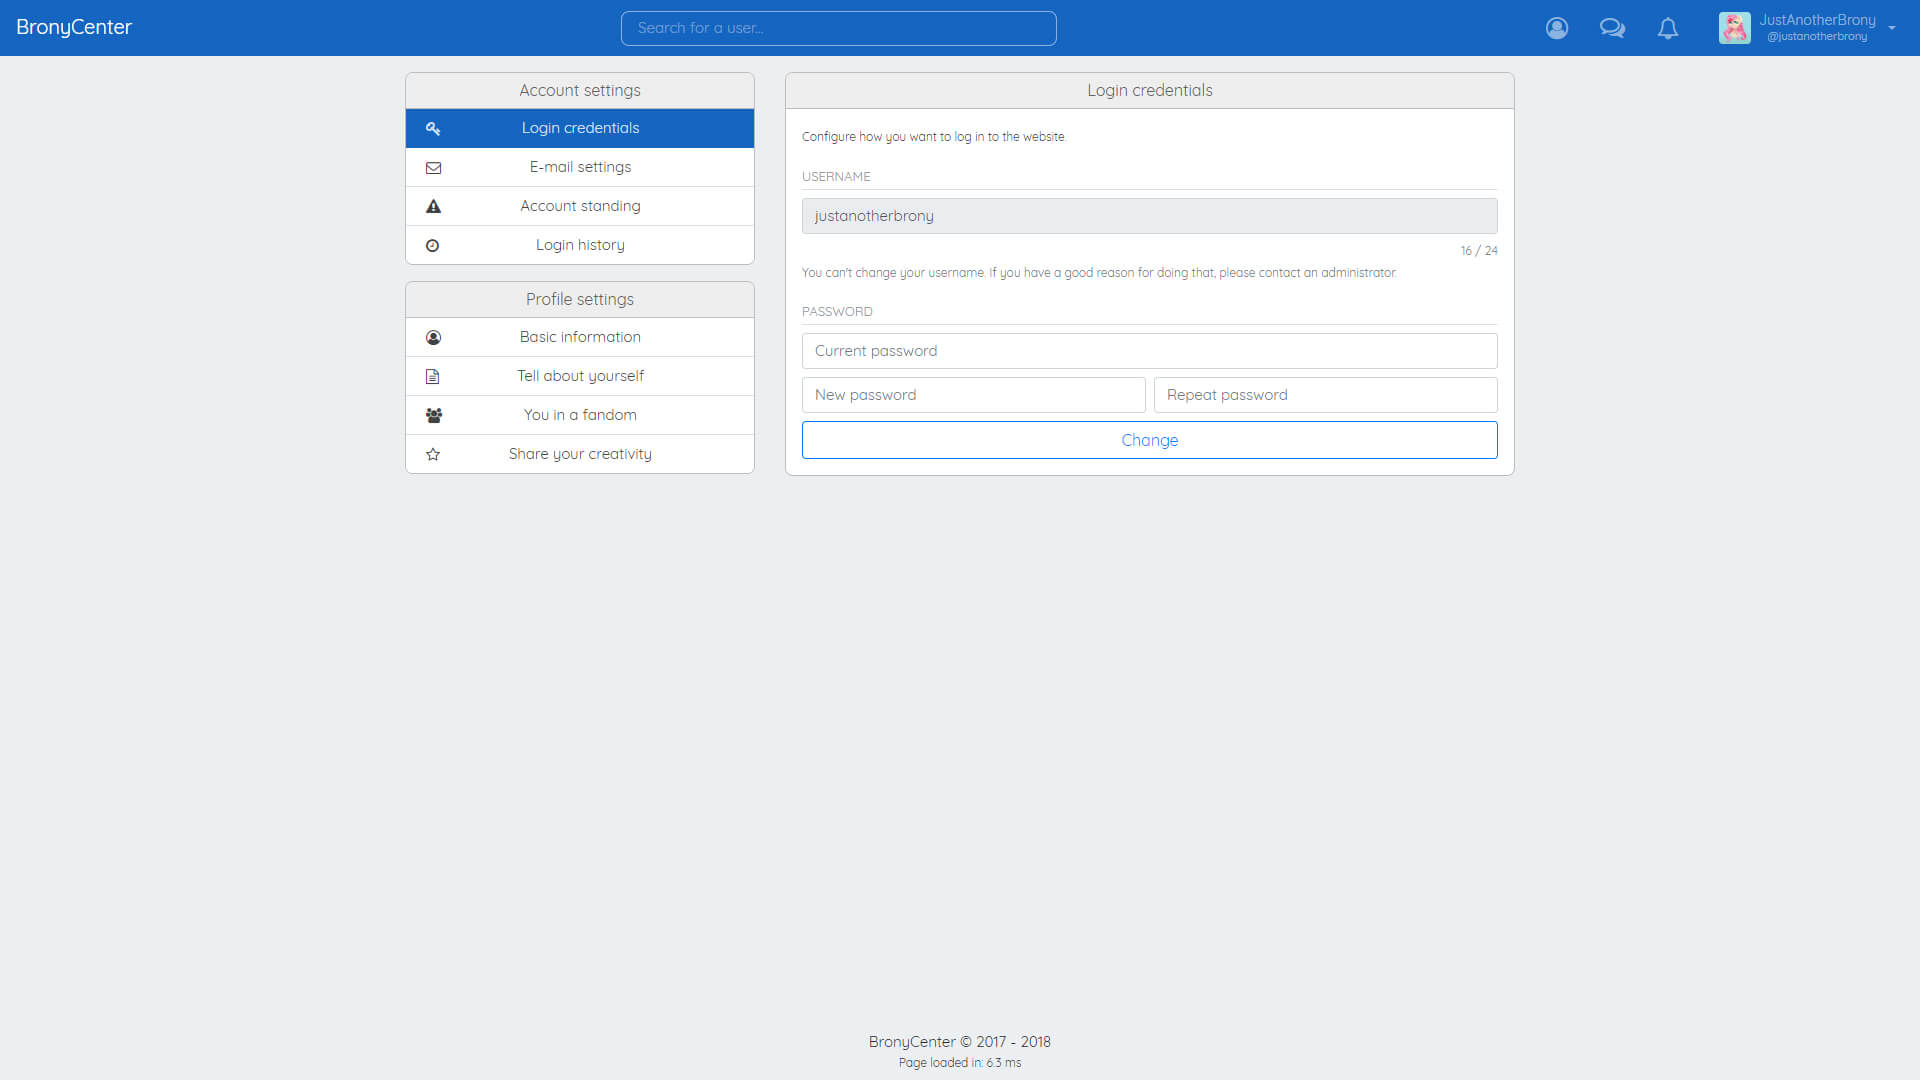 BronyCenter
Search for a user...
JustAnotherBrony
@justanotherbrony
Account settings
Login credentials
E-mail settings
Account standing
Login history
Profile settings
Basic information
Tell about yourself
You in a fandom
Share your creativity
Login credentials
Configure how you want to log in to the website.
USERNAME
justanotherbrony
16 / 24
You can't change your username. If you have a good reason for doing that, please contact an administrator.
PASSWORD
Current password
New password
Repeat password
Change
BronyCenter © 2017 - 2018
Page loaded in: 6.3 ms